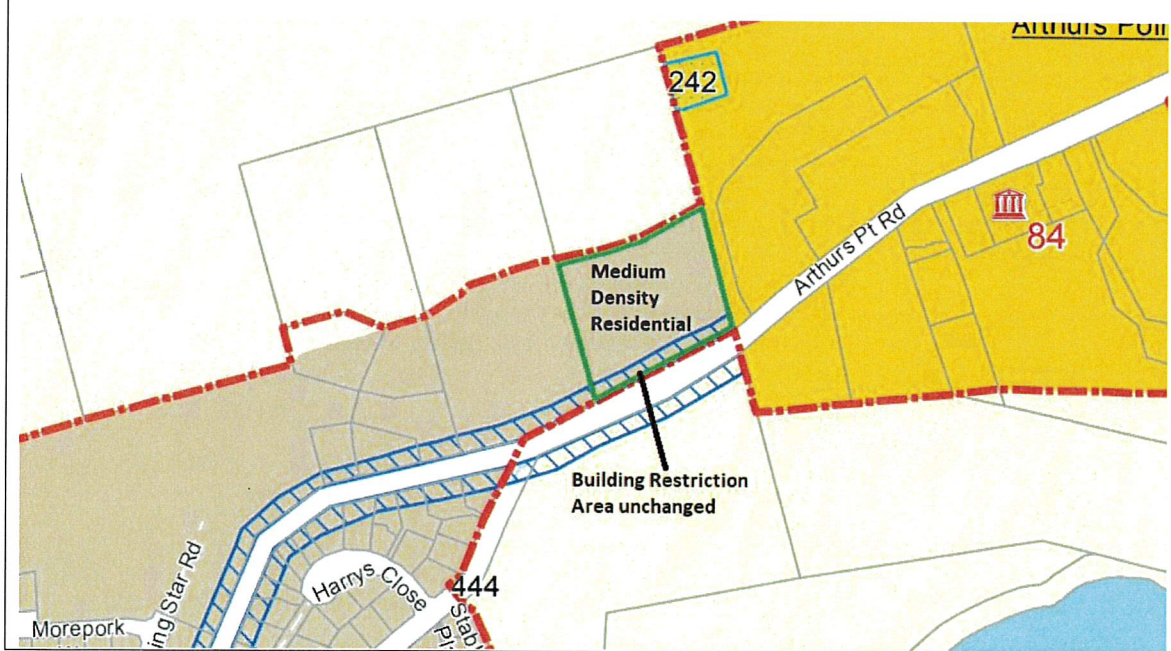 Arthurs Poi
242
84
Arthurs Pt Rd
Medium
Density
Residential
Building Restriction
Area unchanged
444
Harrys Close
Stabl
Pl
ing Star Rd
Morepork